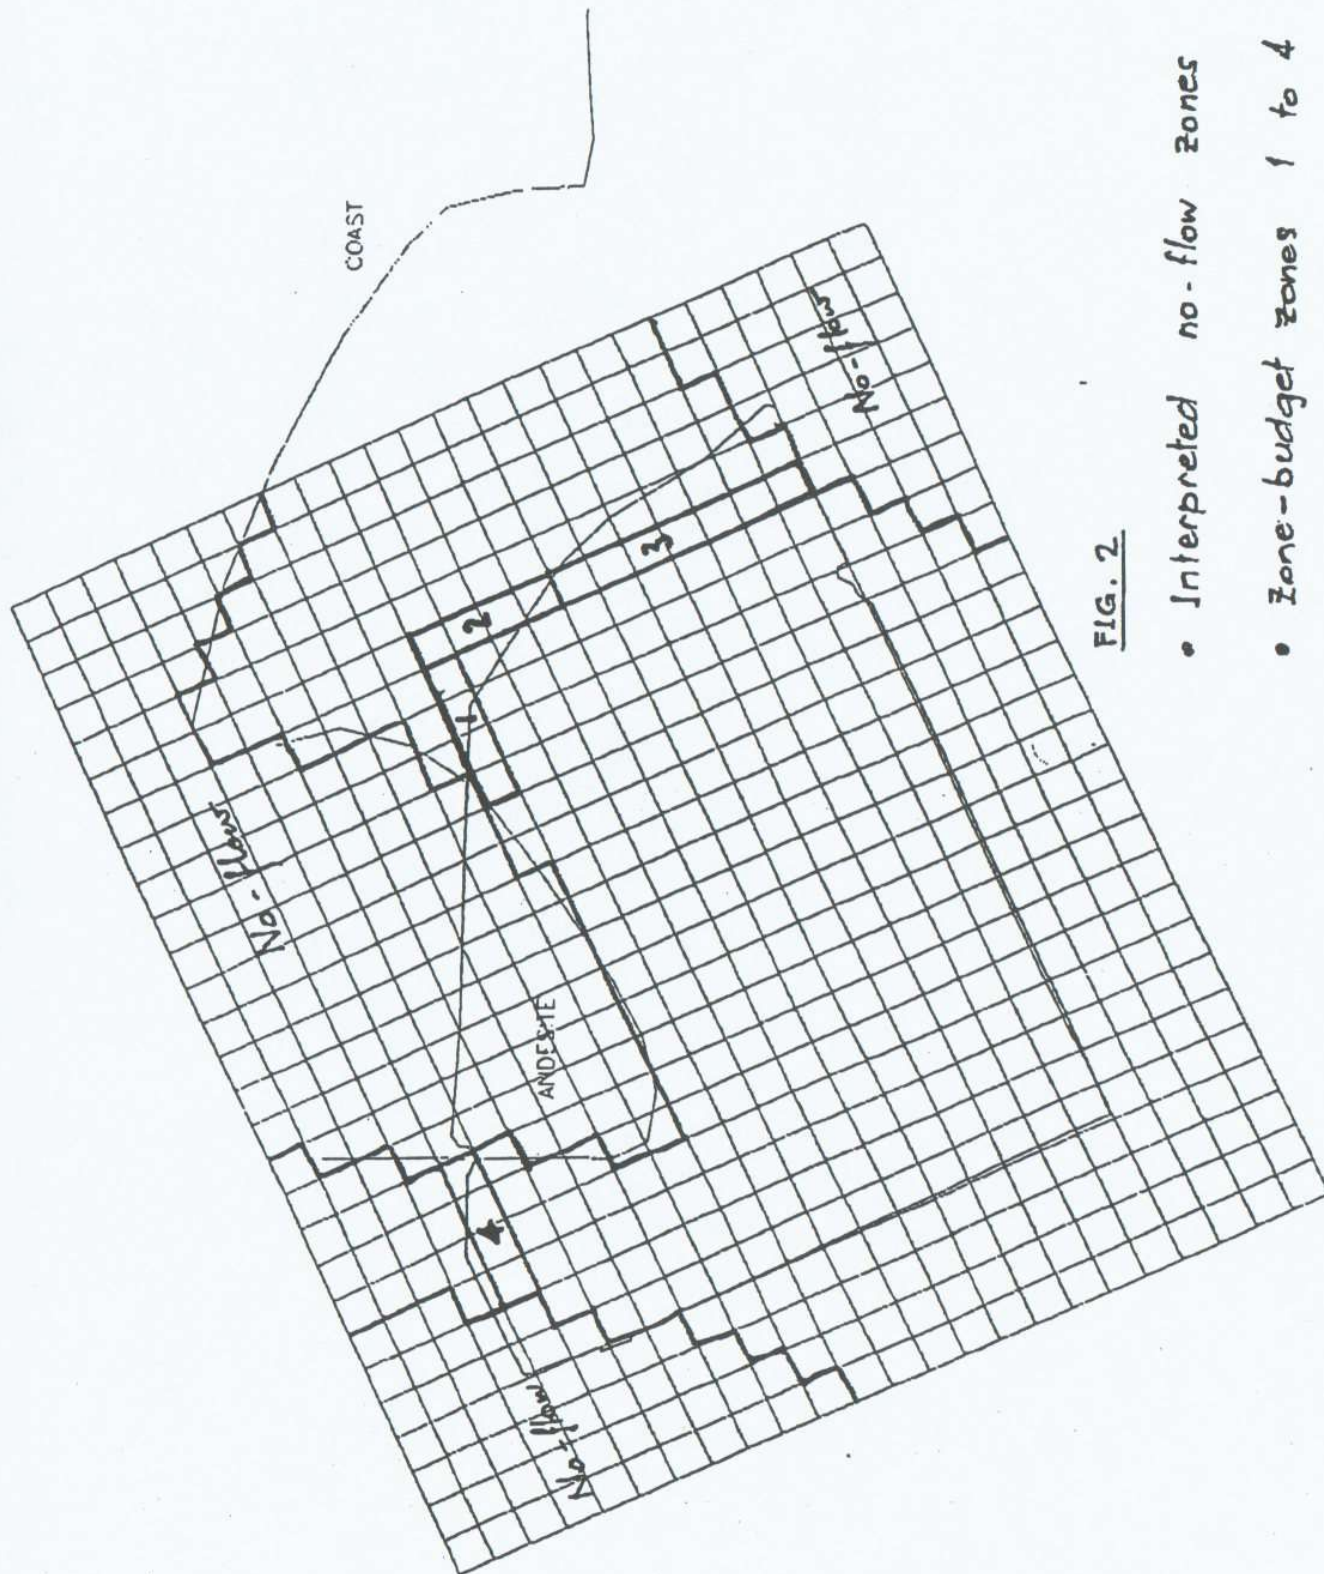 COAST
No-flow
ANDESITE
1
2
3
4
No-flow
No-flow
FIG. 2
• Interpreted no-flow zones
• Zone-budget zones 1 to 4